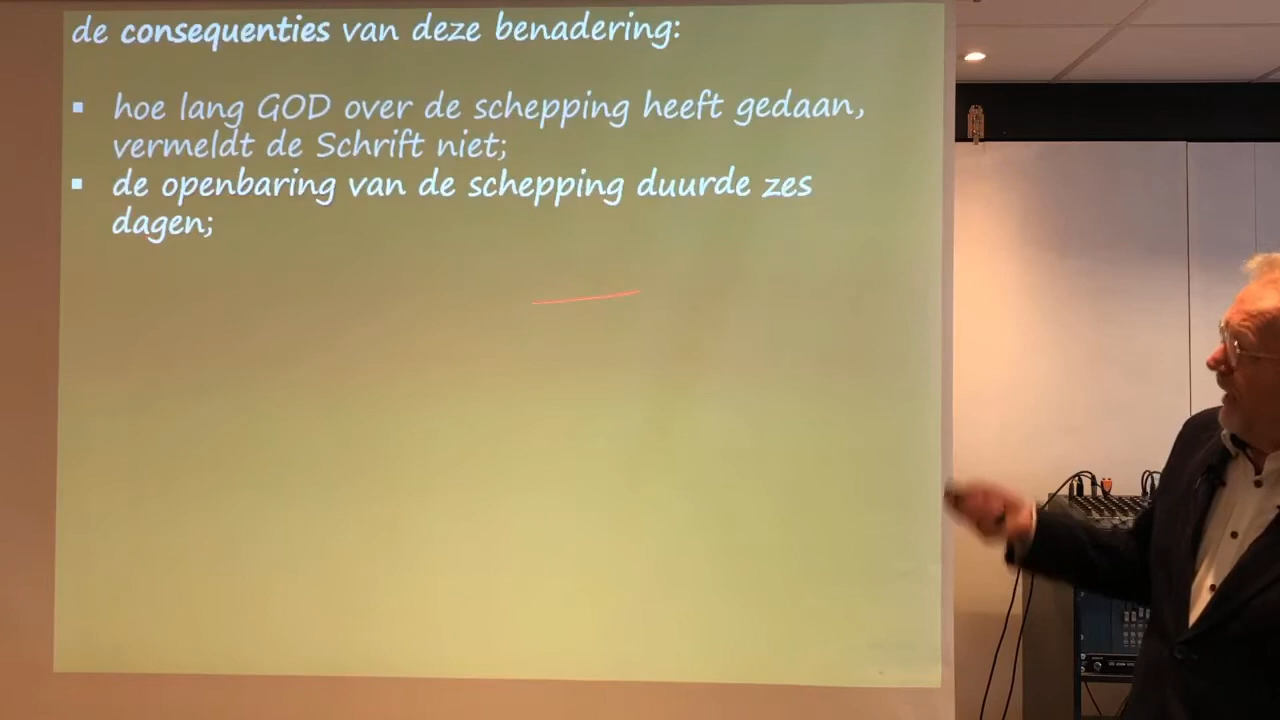 de consequenties van deze benadering:
▪ hoe lang GOD over de schepping heeft gedaan,
vermeldt de Schrift niet;
▪ de openbaring van de schepping duurde zes
dagen;